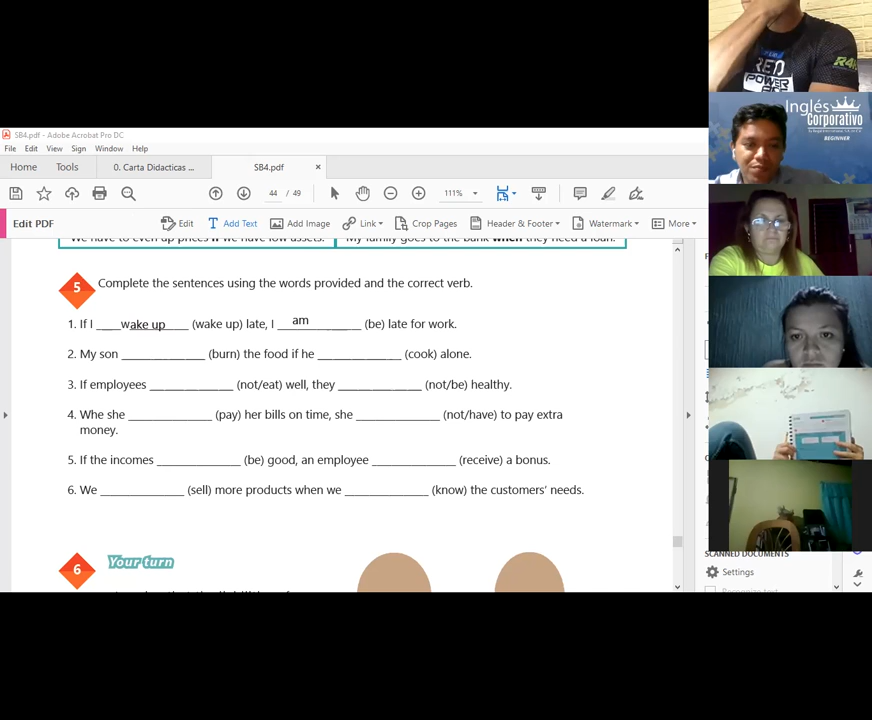 SB4.pdf - Adobe Acrobat Pro DC
File Edit View Sign Window Help
Home Tools 0. Carta Didacticas ... SB4.pdf ×
44 / 49 111%
Edit PDF Edit Add Text Add Image Link Crop Pages Header & Footer Watermark More
We have to even up prices if we have low assets. My family goes to the bank when they need a loan.
5 Complete the sentences using the words provided and the correct verb.
1. If I ____wake up____ (wake up) late, I ____am____ (be) late for work.
2. My son ______________ (burn) the food if he ______________ (cook) alone.
3. If employees ______________ (not/eat) well, they ______________ (not/be) healthy.
4. Whe she ______________ (pay) her bills on time, she ______________ (not/have) to pay extra
money.
5. If the incomes ______________ (be) good, an employee ______________ (receive) a bonus.
6. We ______________ (sell) more products when we ______________ (know) the customers' needs.
6 Your turn
RED
POWER
Inglés
Corporativo
BEGINNER
SCANNED DOCUMENTS
Settings